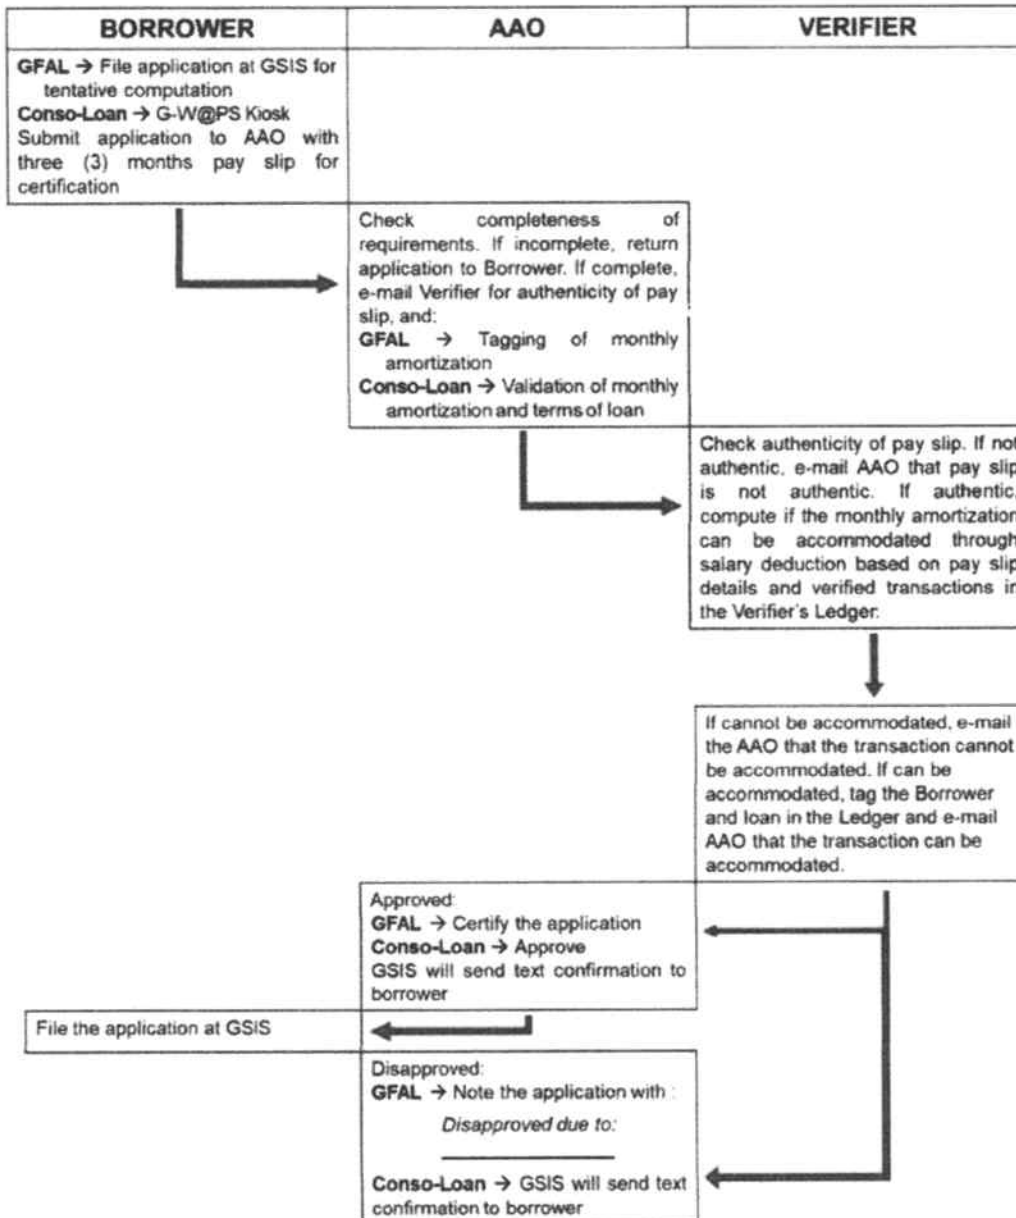 BORROWER
AAO
VERIFIER
GFAL → File application at GSIS for
tentative computation
Conso-Loan → G-W@PS Kiosk
Submit application to AAO with
three (3) months pay slip for
certification
Check completeness of
requirements. If incomplete, return
application to Borrower. If complete,
e-mail Verifier for authenticity of pay
slip, and:
GFAL → Tagging of monthly
amortization
Conso-Loan → Validation of monthly
amortization and terms of loan
Check authenticity of pay slip. If not
authentic, e-mail AAO that pay slip
is not authentic. If authentic,
compute if the monthly amortization
can be accommodated through
salary deduction based on pay slip
details and verified transactions in
the Verifier's Ledger.
If cannot be accommodated, e-mail
the AAO that the transaction cannot
be accommodated. If can be
accommodated, tag the Borrower
and loan in the Ledger and e-mail
AAO that the transaction can be
accommodated.
Approved:
GFAL → Certify the application
Conso-Loan → Approve
GSIS will send text confirmation to
borrower
File the application at GSIS
Disapproved:
GFAL → Note the application with :
Disapproved due to:
Conso-Loan → GSIS will send text
confirmation to borrower